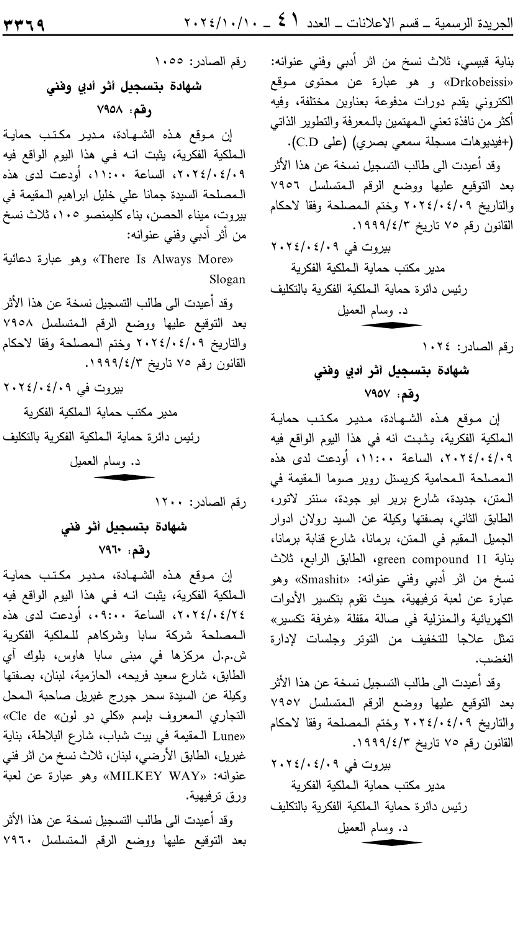 الجريدة الرسمية – قسم الاعلانات – العدد ٤١ – ٢٠٢٤/١٠/١٠
٣٣٦٩
بناية قبيسي، ثلاث نسخ من اثر أدبي وفني عنوانه:
«Drkobeissi» و هو عبارة عن محتوى موقع
الكتروني يقدم دورات مدفوعة بعناوين مختلفة، وفيه
أكثر من نافذة تعني المهتمين بالمعرفة والتطوير الذاتي
(+فيديوهات مسجلة سمعي بصري) (على C.D).
وقد أعيدت الى طالب التسجيل نسخة عن هذا الأثر
بعد التوقيع عليها ووضع الرقم المتسلسل ٧٩٥٦
والتاريخ ٢٠٢٤/٠٤/٠٩ وختم المصلحة وفقا لاحكام
القانون رقم ٧٥ تاريخ ١٩٩٩/٤/٣.
بيروت في ٢٠٢٤/٠٤/٠٩
مدير مكتب حماية الملكية الفكرية
رئيس دائرة حماية الملكية الفكرية بالتكليف
د. وسام العميل
رقم الصادر: ١٠٢٤
شهادة بتسجيل أثر أدبي وفني
رقم: ٧٩٥٧
إن موقع هذه الشهادة، مدير مكتب حماية
الملكية الفكرية، يثبت انه في هذا اليوم الواقع فيه
٢٠٢٤/٠٤/٠٩، الساعة ١١:٠٠، أودعت لدى هذه
المصلحة المحامية كريستل روبر صوما المقيمة في
المتن، جديدة، شارع بربر ابو جودة، سنتر لاتور،
الطابق الثاني، بصفتها وكيلة عن السيد رولان ادوار
الجميل المقيم في المتن، برمانا، شارع قناية برمانا،
بناية green compound 11، الطابق الرابع، ثلاث
نسخ من اثر أدبي وفني عنوانه: «Smashit» وهو
عبارة عن لعبة ترفيهية، حيث نقوم بتكسير الأدوات
الكهربائية والمنزلية في صالة مقفلة «غرفة تكسير»
تمثل علاجا للتخفيف من التوتر وجلسات لإدارة
الغضب.
وقد أعيدت الى طالب التسجيل نسخة عن هذا الأثر
بعد التوقيع عليها ووضع الرقم المتسلسل ٧٩٥٧
والتاريخ ٢٠٢٤/٠٤/٠٩ وختم المصلحة وفقا لاحكام
القانون رقم ٧٥ تاريخ ١٩٩٩/٤/٣.
بيروت في ٢٠٢٤/٠٤/٠٩
مدير مكتب حماية الملكية الفكرية
رئيس دائرة حماية الملكية الفكرية بالتكليف
د. وسام العميل
رقم الصادر: ١٠٥٥
شهادة بتسجيل أثر أدبي وفني
رقم: ٧٩٥٨
إن موقع هذه الشهادة، مدير مكتب حماية
الملكية الفكرية، يثبت انه في هذا اليوم الواقع فيه
٢٠٢٤/٠٤/٠٩، الساعة ١١:٠٠، أودعت لدى هذه
المصلحة السيدة جمانا علي خليل ابراهيم المقيمة في
بيروت، ميناء الحصن، بناء كليمنصو ١٠٥، ثلاث نسخ
من أثر أدبي وفني عنوانه:
«There Is Always More» وهو عبارة دعائية
Slogan
وقد أعيدت الى طالب التسجيل نسخة عن هذا الأثر
بعد التوقيع عليها ووضع الرقم المتسلسل ٧٩٥٨
والتاريخ ٢٠٢٤/٠٤/٠٩ وختم المصلحة وفقا لاحكام
القانون رقم ٧٥ تاريخ ١٩٩٩/٤/٣.
بيروت في ٢٠٢٤/٠٤/٠٩
مدير مكتب حماية الملكية الفكرية
رئيس دائرة حماية الملكية الفكرية بالتكليف
د. وسام العميل
رقم الصادر: ١٢٠٠
شهادة بتسجيل أثر فني
رقم: ٧٩٦٠
إن موقع هذه الشهادة، مدير مكتب حماية
الملكية الفكرية، يثبت انه في هذا اليوم الواقع فيه
٢٠٢٤/٠٤/٢٤، الساعة ٠٩:٠٠، أودعت لدى هذه
المصلحة شركة سابا وشركاهم للملكية الفكرية
ش.م.ل مركزها في مبنى سابا هاوس، بلوك آي
الطابق، شارع سعيد فريحه، الحازمية، لبنان، بصفتها
وكيلة عن السيدة سحر جورج غبريل صاحبة المحل
التجاري المعروف بإسم «كلي دو لون» «Cle de
Lune» المقيمة في بيت شباب، شارع البلاطة، بناية
غبريل، الطابق الأرضي، لبنان، ثلاث نسخ من اثر فني
عنوانه: «MILKEY WAY» وهو عبارة عن لعبة
ورق ترفيهية.
وقد أعيدت الى طالب التسجيل نسخة عن هذا الأثر
بعد التوقيع عليها ووضع الرقم المتسلسل ٧٩٦٠